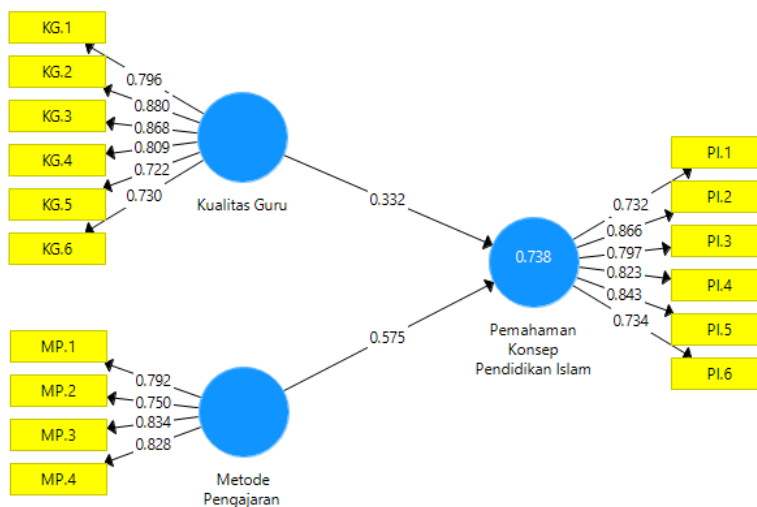 KG.1
KG.2
KG.3
KG.4
KG.5
KG.6
0.796
0.880
0.868
0.809
0.722
0.730
Kualitas Guru
0.332
MP.1
MP.2
MP.3
MP.4
0.792
0.750
0.834
0.828
Metode
Pengajaran
0.575
0.738
Pemahaman
Konsep
Pendidikan Islam
0.732
0.866
0.797
0.823
0.843
0.734
PI.1
PI.2
PI.3
PI.4
PI.5
PI.6